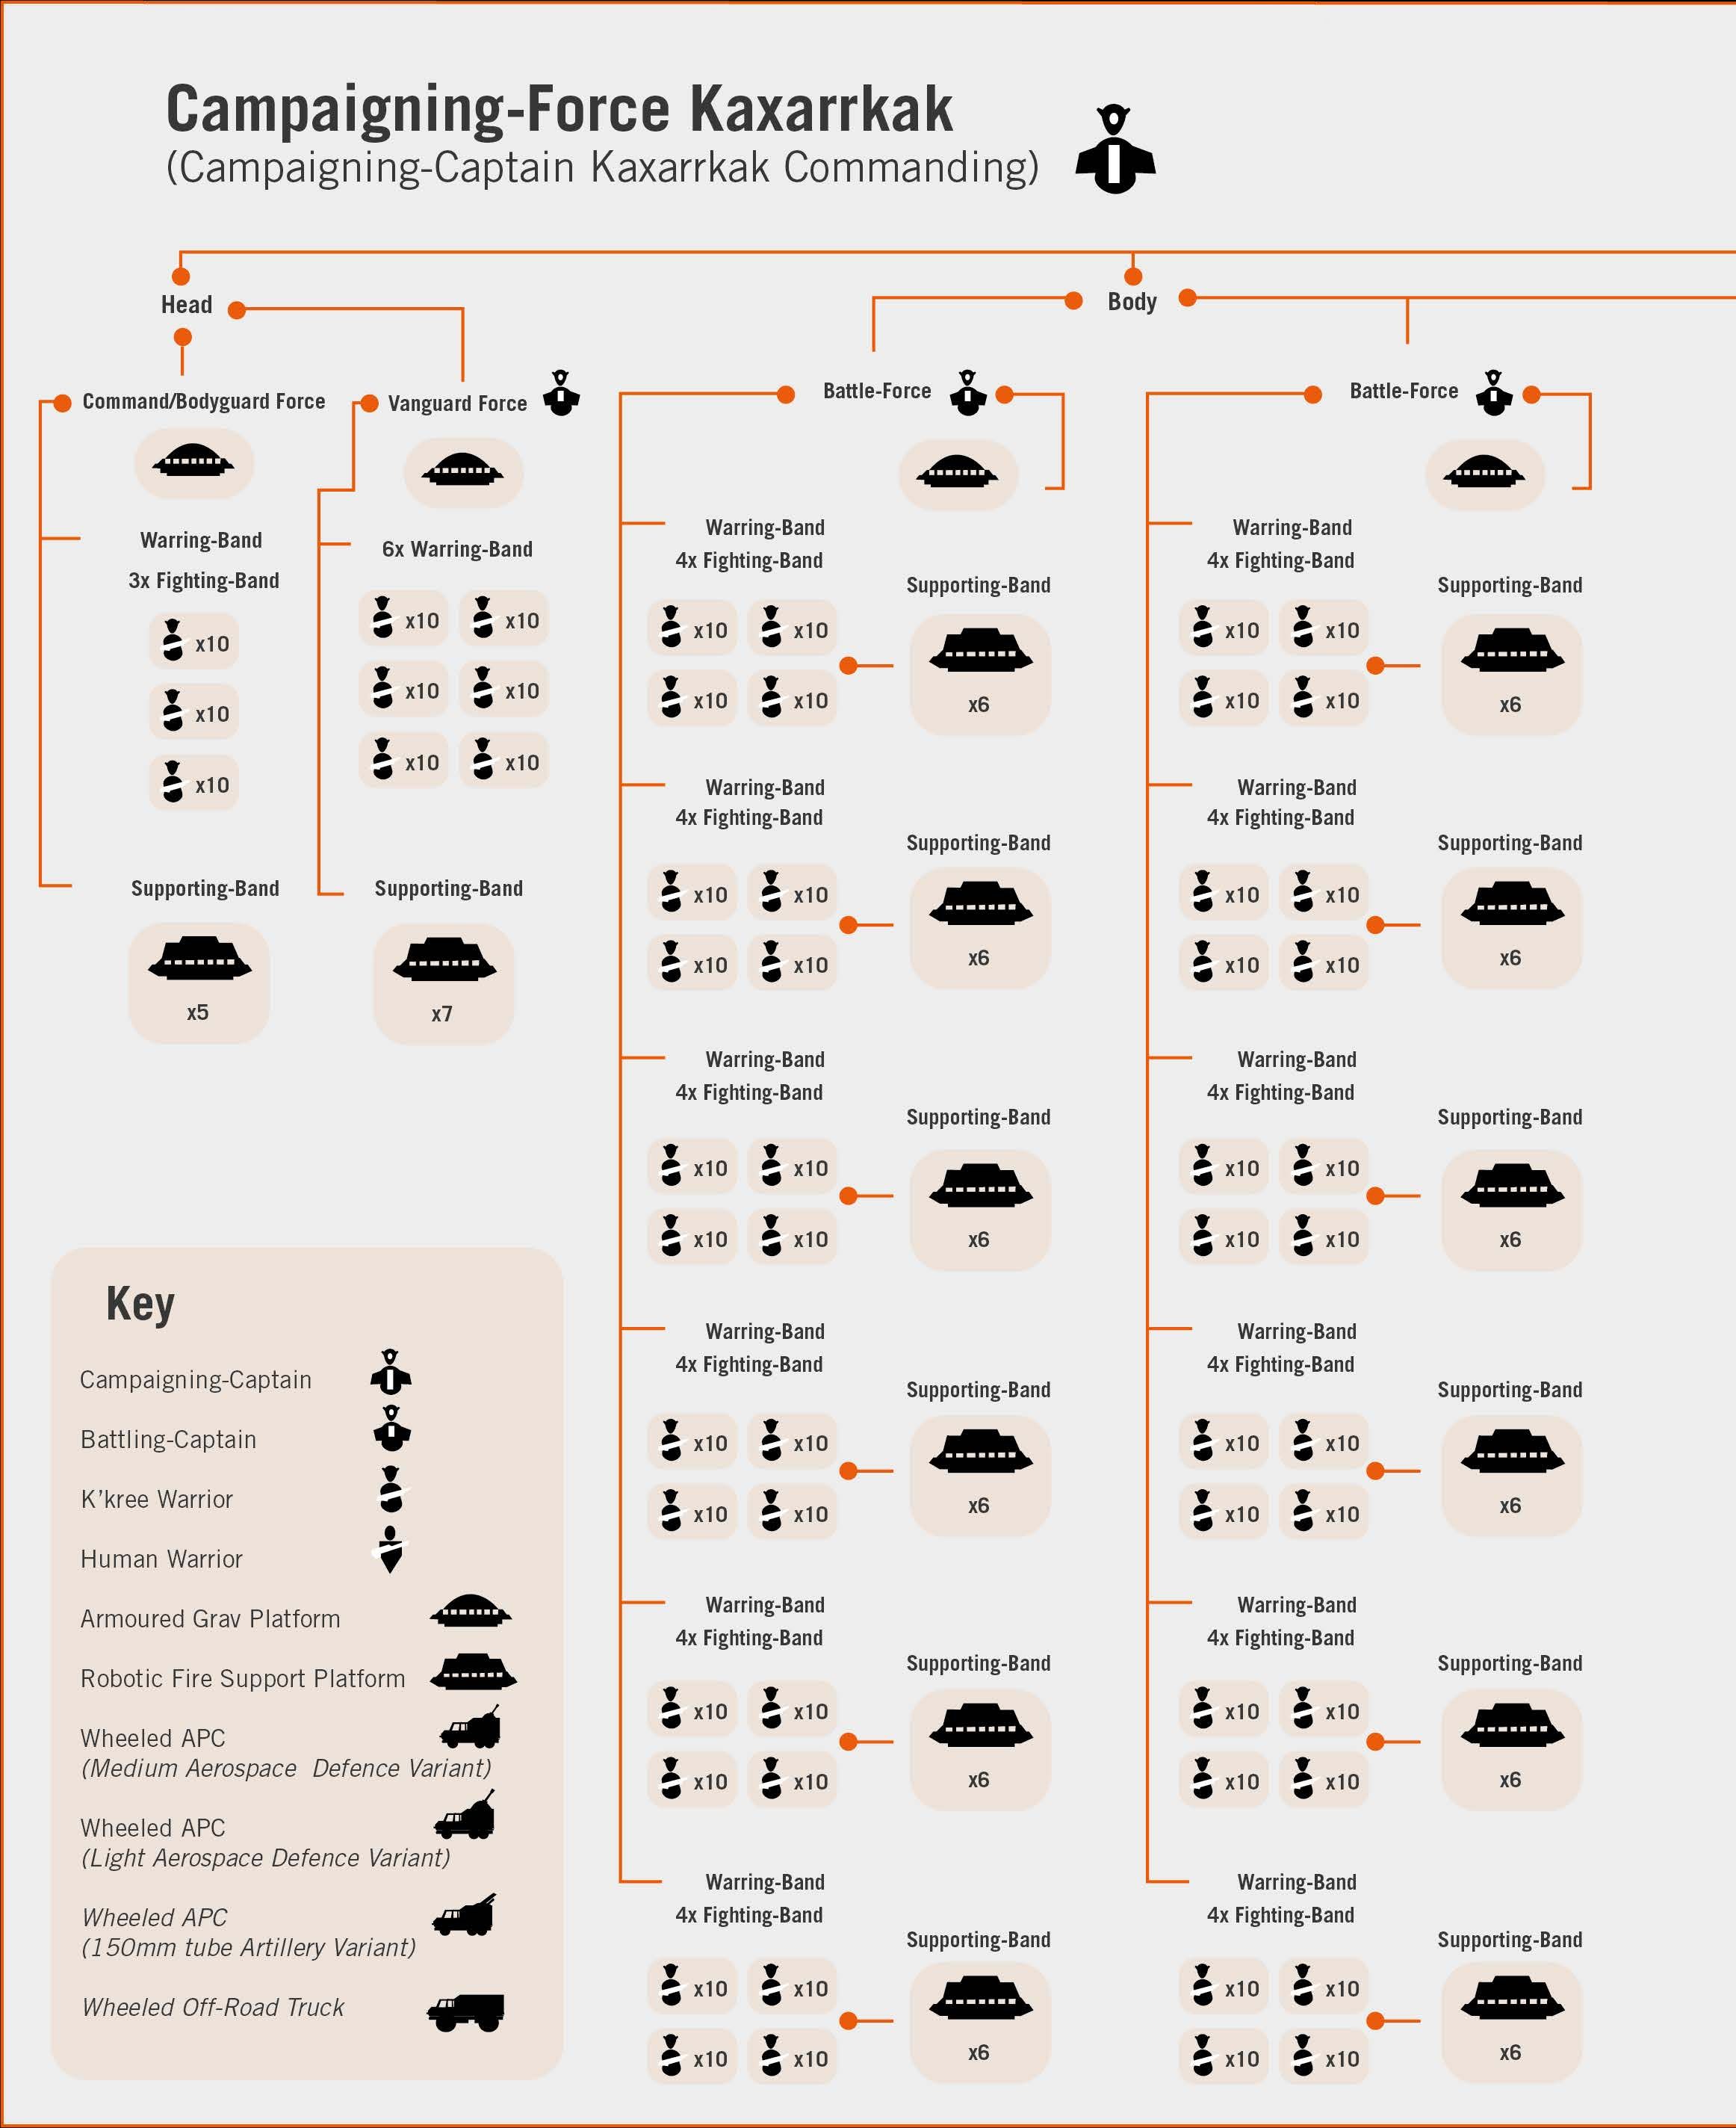 Campaigning-Force Kaxarrkak
(Campaigning-Captain Kaxarrkak Commanding)
Head
Body
Command/Bodyguard Force
Vanguard Force
Battle-Force
Battle-Force
Warring-Band
3x Fighting-Band
x10
x10
x10
Supporting-Band
x5
6x Warring-Band
x10 x10
x10 x10
x10 x10
Supporting-Band
x7
Warring-Band
4x Fighting-Band
Supporting-Band
x10 x10
x10 x10
x6
Warring-Band
4x Fighting-Band
Supporting-Band
x10 x10
x10 x10
x6
Warring-Band
4x Fighting-Band
Supporting-Band
x10 x10
x10 x10
x6
Warring-Band
4x Fighting-Band
Supporting-Band
x10 x10
x10 x10
x6
Warring-Band
4x Fighting-Band
Supporting-Band
x10 x10
x10 x10
x6
Warring-Band
4x Fighting-Band
Supporting-Band
x10 x10
x10 x10
x6
Warring-Band
4x Fighting-Band
Supporting-Band
x10 x10
x10 x10
x6
Warring-Band
4x Fighting-Band
Supporting-Band
x10 x10
x10 x10
x6
Warring-Band
4x Fighting-Band
Supporting-Band
x10 x10
x10 x10
x6
Warring-Band
4x Fighting-Band
Supporting-Band
x10 x10
x10 x10
x6
Warring-Band
4x Fighting-Band
Supporting-Band
x10 x10
x10 x10
x6
Warring-Band
4x Fighting-Band
Supporting-Band
x10 x10
x10 x10
x6
Key
Campaigning-Captain
Battling-Captain
K’kree Warrior
Human Warrior
Armoured Grav Platform
Robotic Fire Support Platform
Wheeled APC
(Medium Aerospace Defence Variant)
Wheeled APC
(Light Aerospace Defence Variant)
Wheeled APC
(150mm tube Artillery Variant)
Wheeled Off-Road Truck